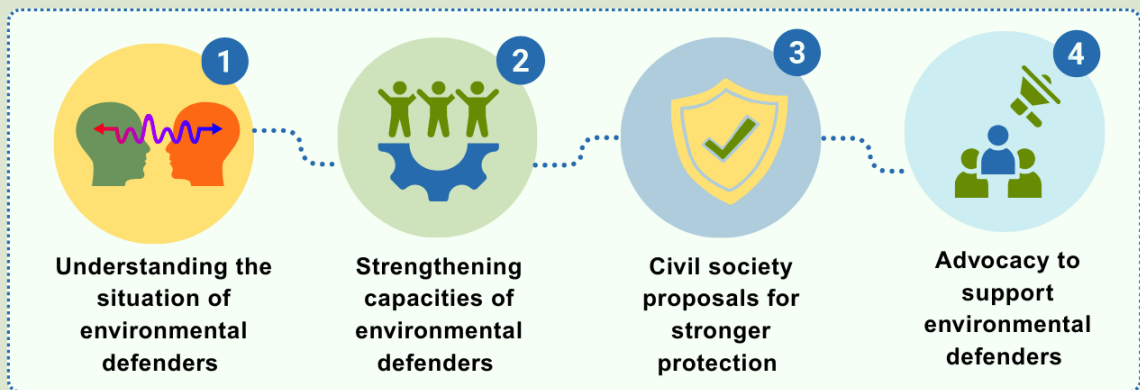 1
Understanding the
situation of
environmental
defenders
2
Strengthening
capacities of
environmental
defenders
3
Civil society
proposals for
stronger
protection
4
Advocacy to
support
environmental
defenders